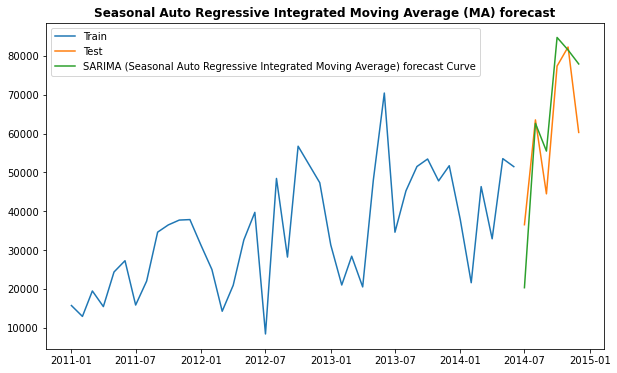 Seasonal Auto Regressive Integrated Moving Average (MA) forecast
Train
Test
SARIMA (Seasonal Auto Regressive Integrated Moving Average) forecast Curve
80000
70000
60000
50000
40000
30000
20000
10000
2011-01 2011-07 2012-01 2012-07 2013-01 2013-07 2014-01 2014-07 2015-01